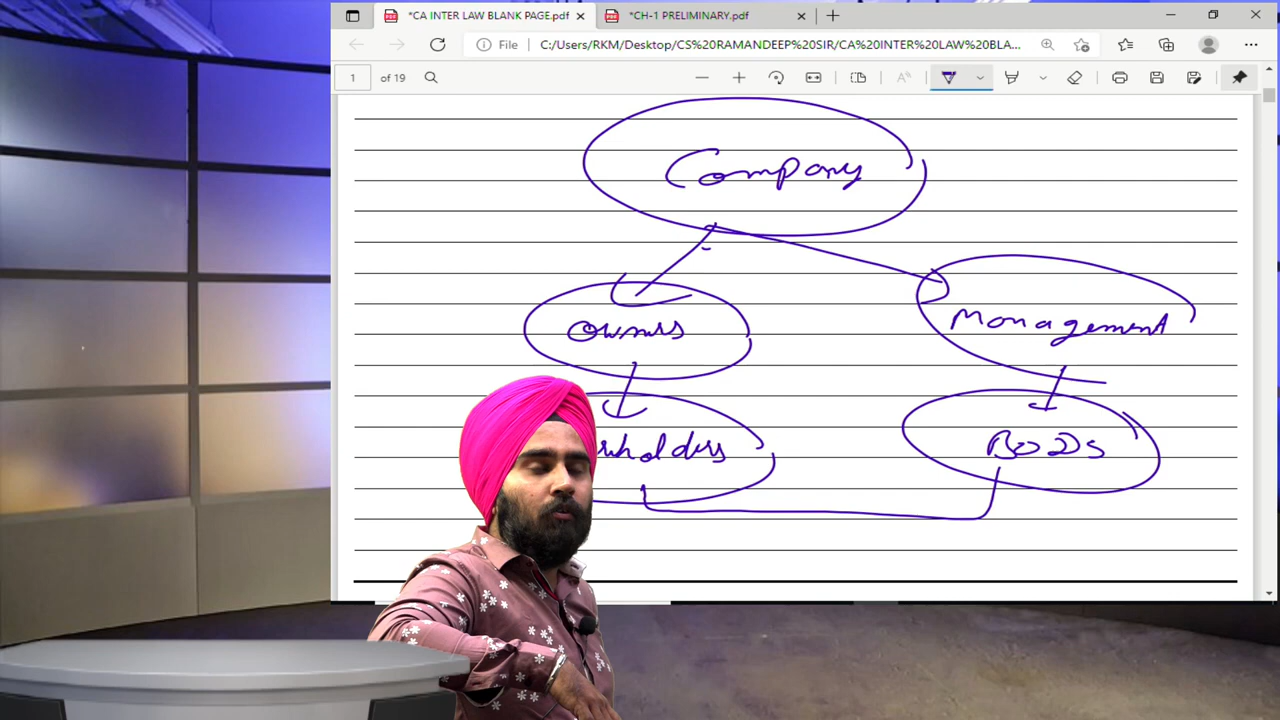 *CA INTER LAW BLANK PAGE.pdf
*CH-1 PRELIMINARY.pdf
File C:/Users/RKM/Desktop/CS%20RAMANDEEP%20SIR/CA%20INTER%20LAW%20BLA...
1 of 19
Company
owners
Management
holders
BODs